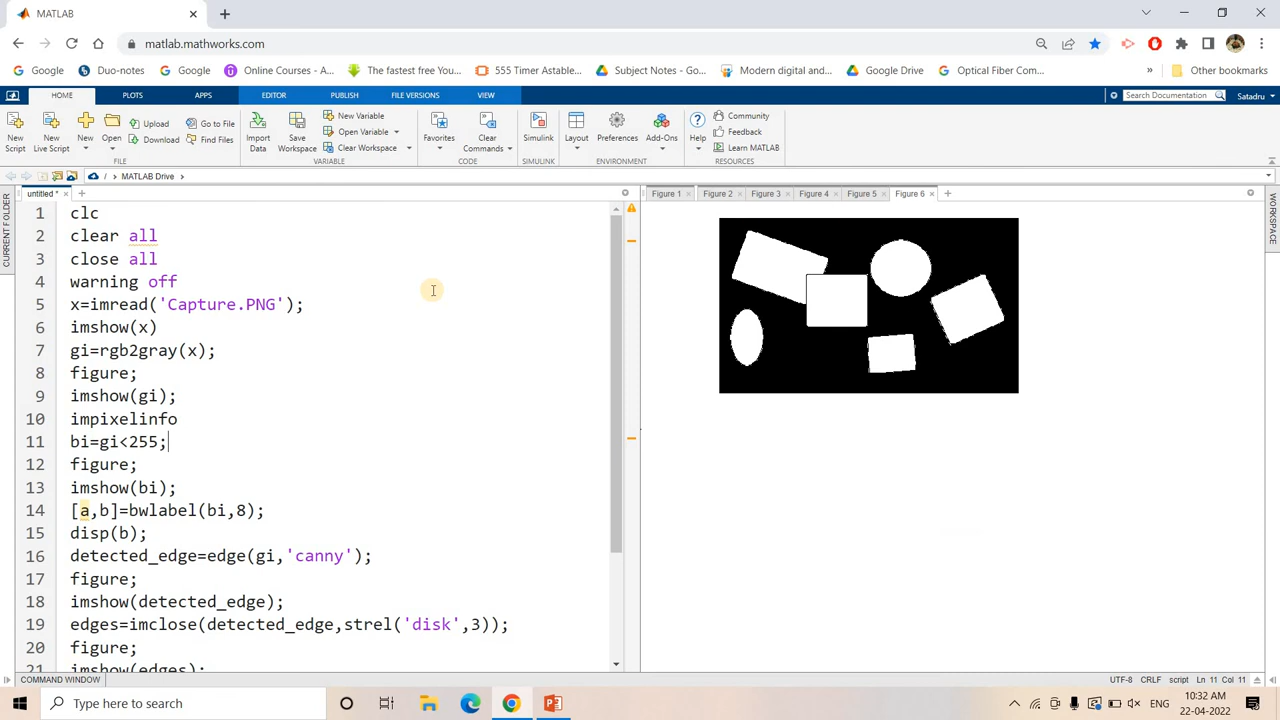 MATLAB
matlab.mathworks.com
Google
Duo-notes
Google
Online Courses - A...
The fastest free You...
555 Timer Astable...
Subject Notes - Go...
Modern digital and...
Google Drive
Optical Fiber Com...
»
Other bookmarks
HOME
PLOTS
APPS
EDITOR
PUBLISH
FILE VERSIONS
VIEW
Search Documentation
Satadru
New Script
New Live Script
New
Open
Upload
Download
Go to File
Find Files
Import Data
Save Workspace
New Variable
Open Variable
Clear Workspace
Favorites
Clear Commands
Simulink
Layout
Preferences
Add-Ons
Help
Community
Feedback
Learn MATLAB
FILE
VARIABLE
CODE
SIMULINK
ENVIRONMENT
RESOURCES
/ MATLAB Drive
CURRENT FOLDER
untitled *
Figure 1
Figure 2
Figure 3
Figure 4
Figure 5
Figure 6
WORKSPACE
1 clc
2 clear all
3 close all
4 warning off
5 x=imread('Capture.PNG');
6 imshow(x)
7 gi=rgb2gray(x);
8 figure;
9 imshow(gi);
10 impixelinfo
11 bi=gi<255;
12 figure;
13 imshow(bi);
14 [a,b]=bwlabel(bi,8);
15 disp(b);
16 detected_edge=edge(gi,'canny');
17 figure;
18 imshow(detected_edge);
19 edges=imclose(detected_edge,strel('disk',3));
20 figure;
21 imshow(edges);
COMMAND WINDOW
UTF-8
CRLF
script
Ln 11 Col 11
Type here to search
ENG
10:32 AM
22-04-2022